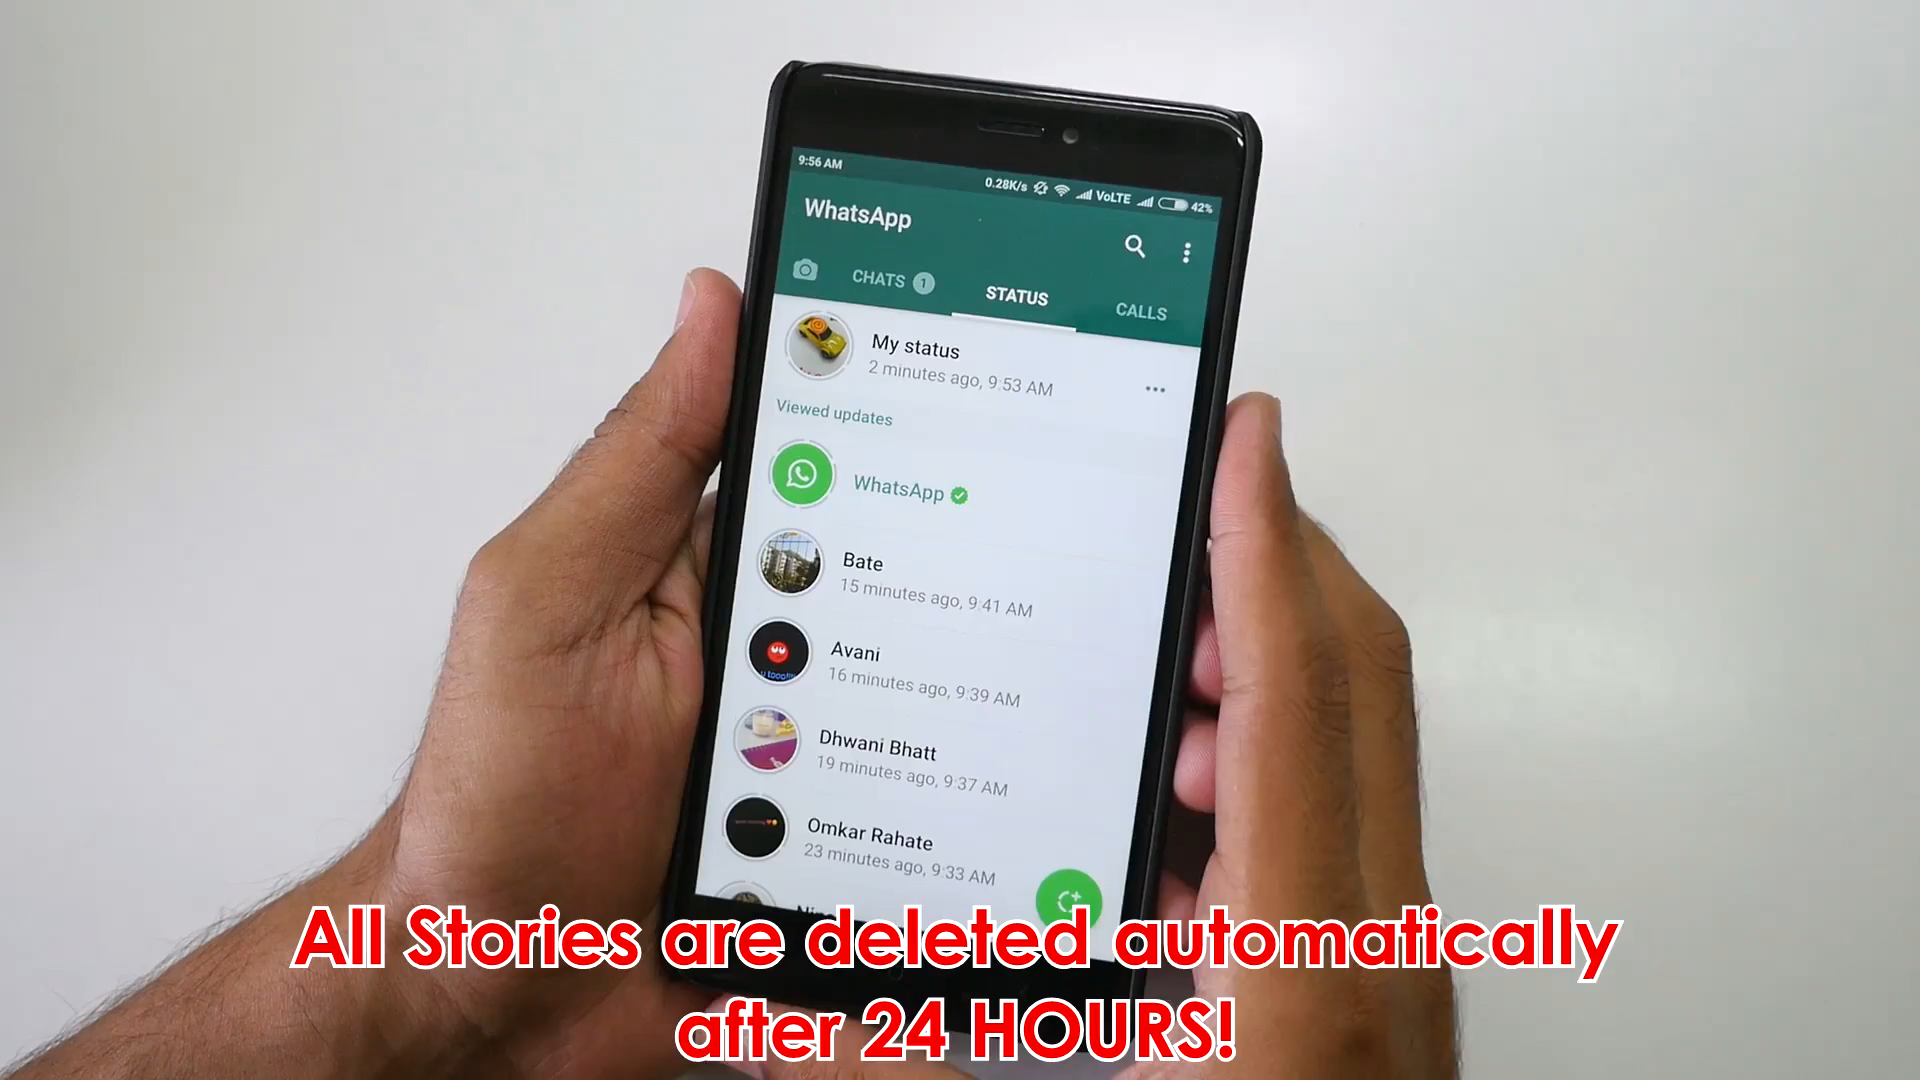 9:56 AM
0.28K/s VoLTE 42%
WhatsApp
CHATS 1 STATUS CALLS
My status
2 minutes ago, 9:53 AM
Viewed updates
WhatsApp
Bate
15 minutes ago, 9:41 AM
Avani
16 minutes ago, 9:39 AM
Dhwani Bhatt
19 minutes ago, 9:37 AM
Omkar Rahate
23 minutes ago, 9:33 AM
All Stories are deleted automatically
after 24 HOURS!